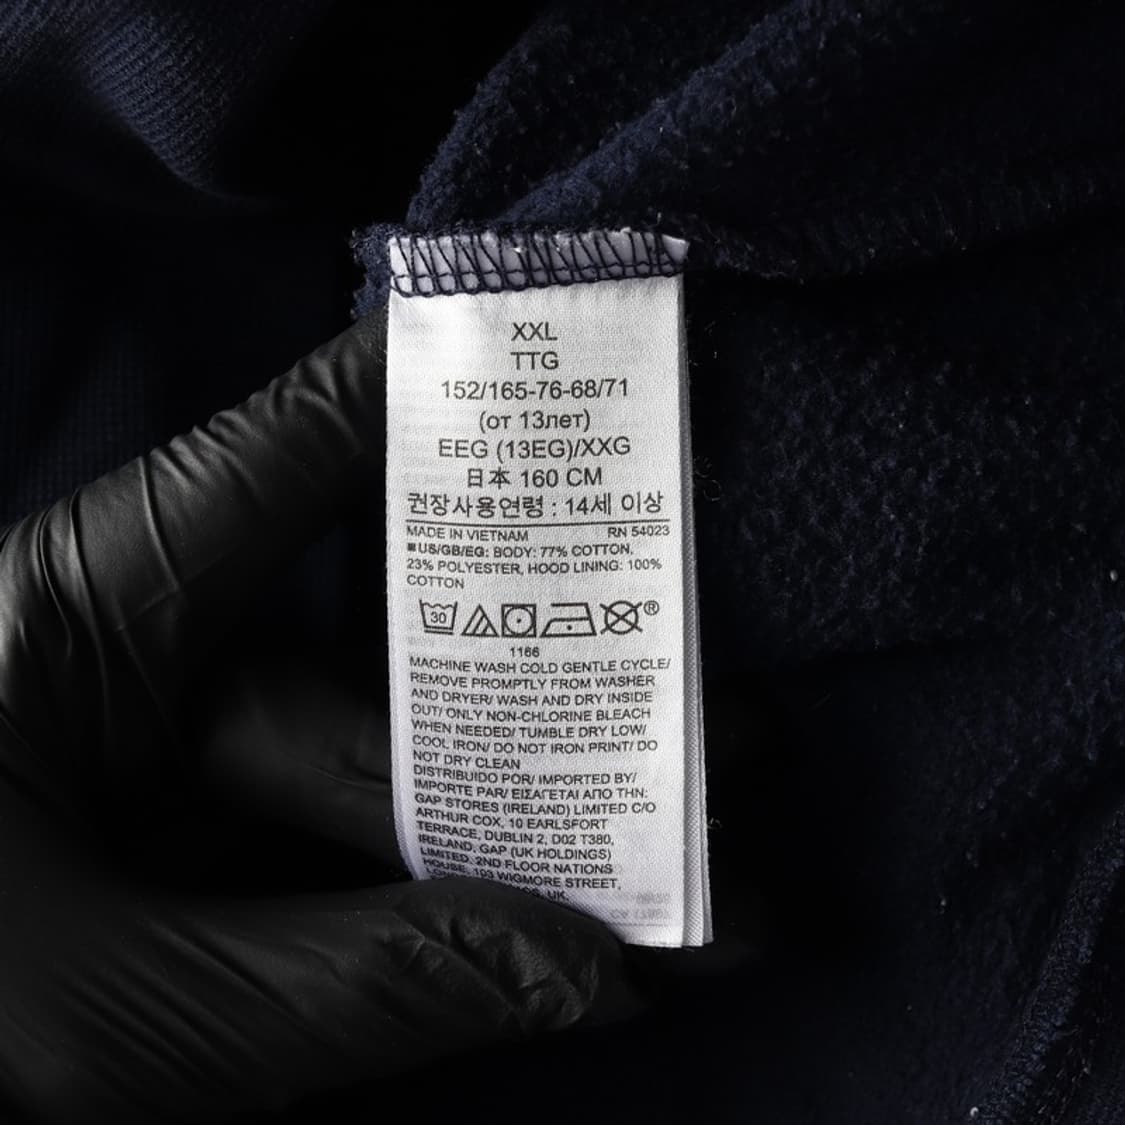 XXL
TTG
152/165-76-68/71
(от 13лет)
EEG (13EG)/XXG
日本 160 CM
권장사용연령 : 14세 이상
MADE IN VIETNAM RN 54023
US/GB/EG: BODY: 77% COTTON,
23% POLYESTER, HOOD LINING: 100%
COTTON
30 ®
1166
MACHINE WASH COLD GENTLE CYCLE/
REMOVE PROMPTLY FROM WASHER
AND DRYER/ WASH AND DRY INSIDE
OUT/ ONLY NON-CHLORINE BLEACH
WHEN NEEDED/ TUMBLE DRY LOW/
COOL IRON/ DO NOT IRON PRINT/ DO
NOT DRY CLEAN
DISTRIBUIDO POR/ IMPORTED BY/
IMPORTE PAR/ ΕΙΣΑΓΕΤΑΙ ΑΠΟ ΤΗΝ:
GAP STORES (IRELAND) LIMITED C/O
ARTHUR COX, 10 EARLSFORT
TERRACE, DUBLIN 2, D02 T380,
IRELAND, GAP (UK HOLDINGS)
LIMITED, 2ND FLOOR NATIONS
HOUSE, 103 WIGMORE STREET,
UK.